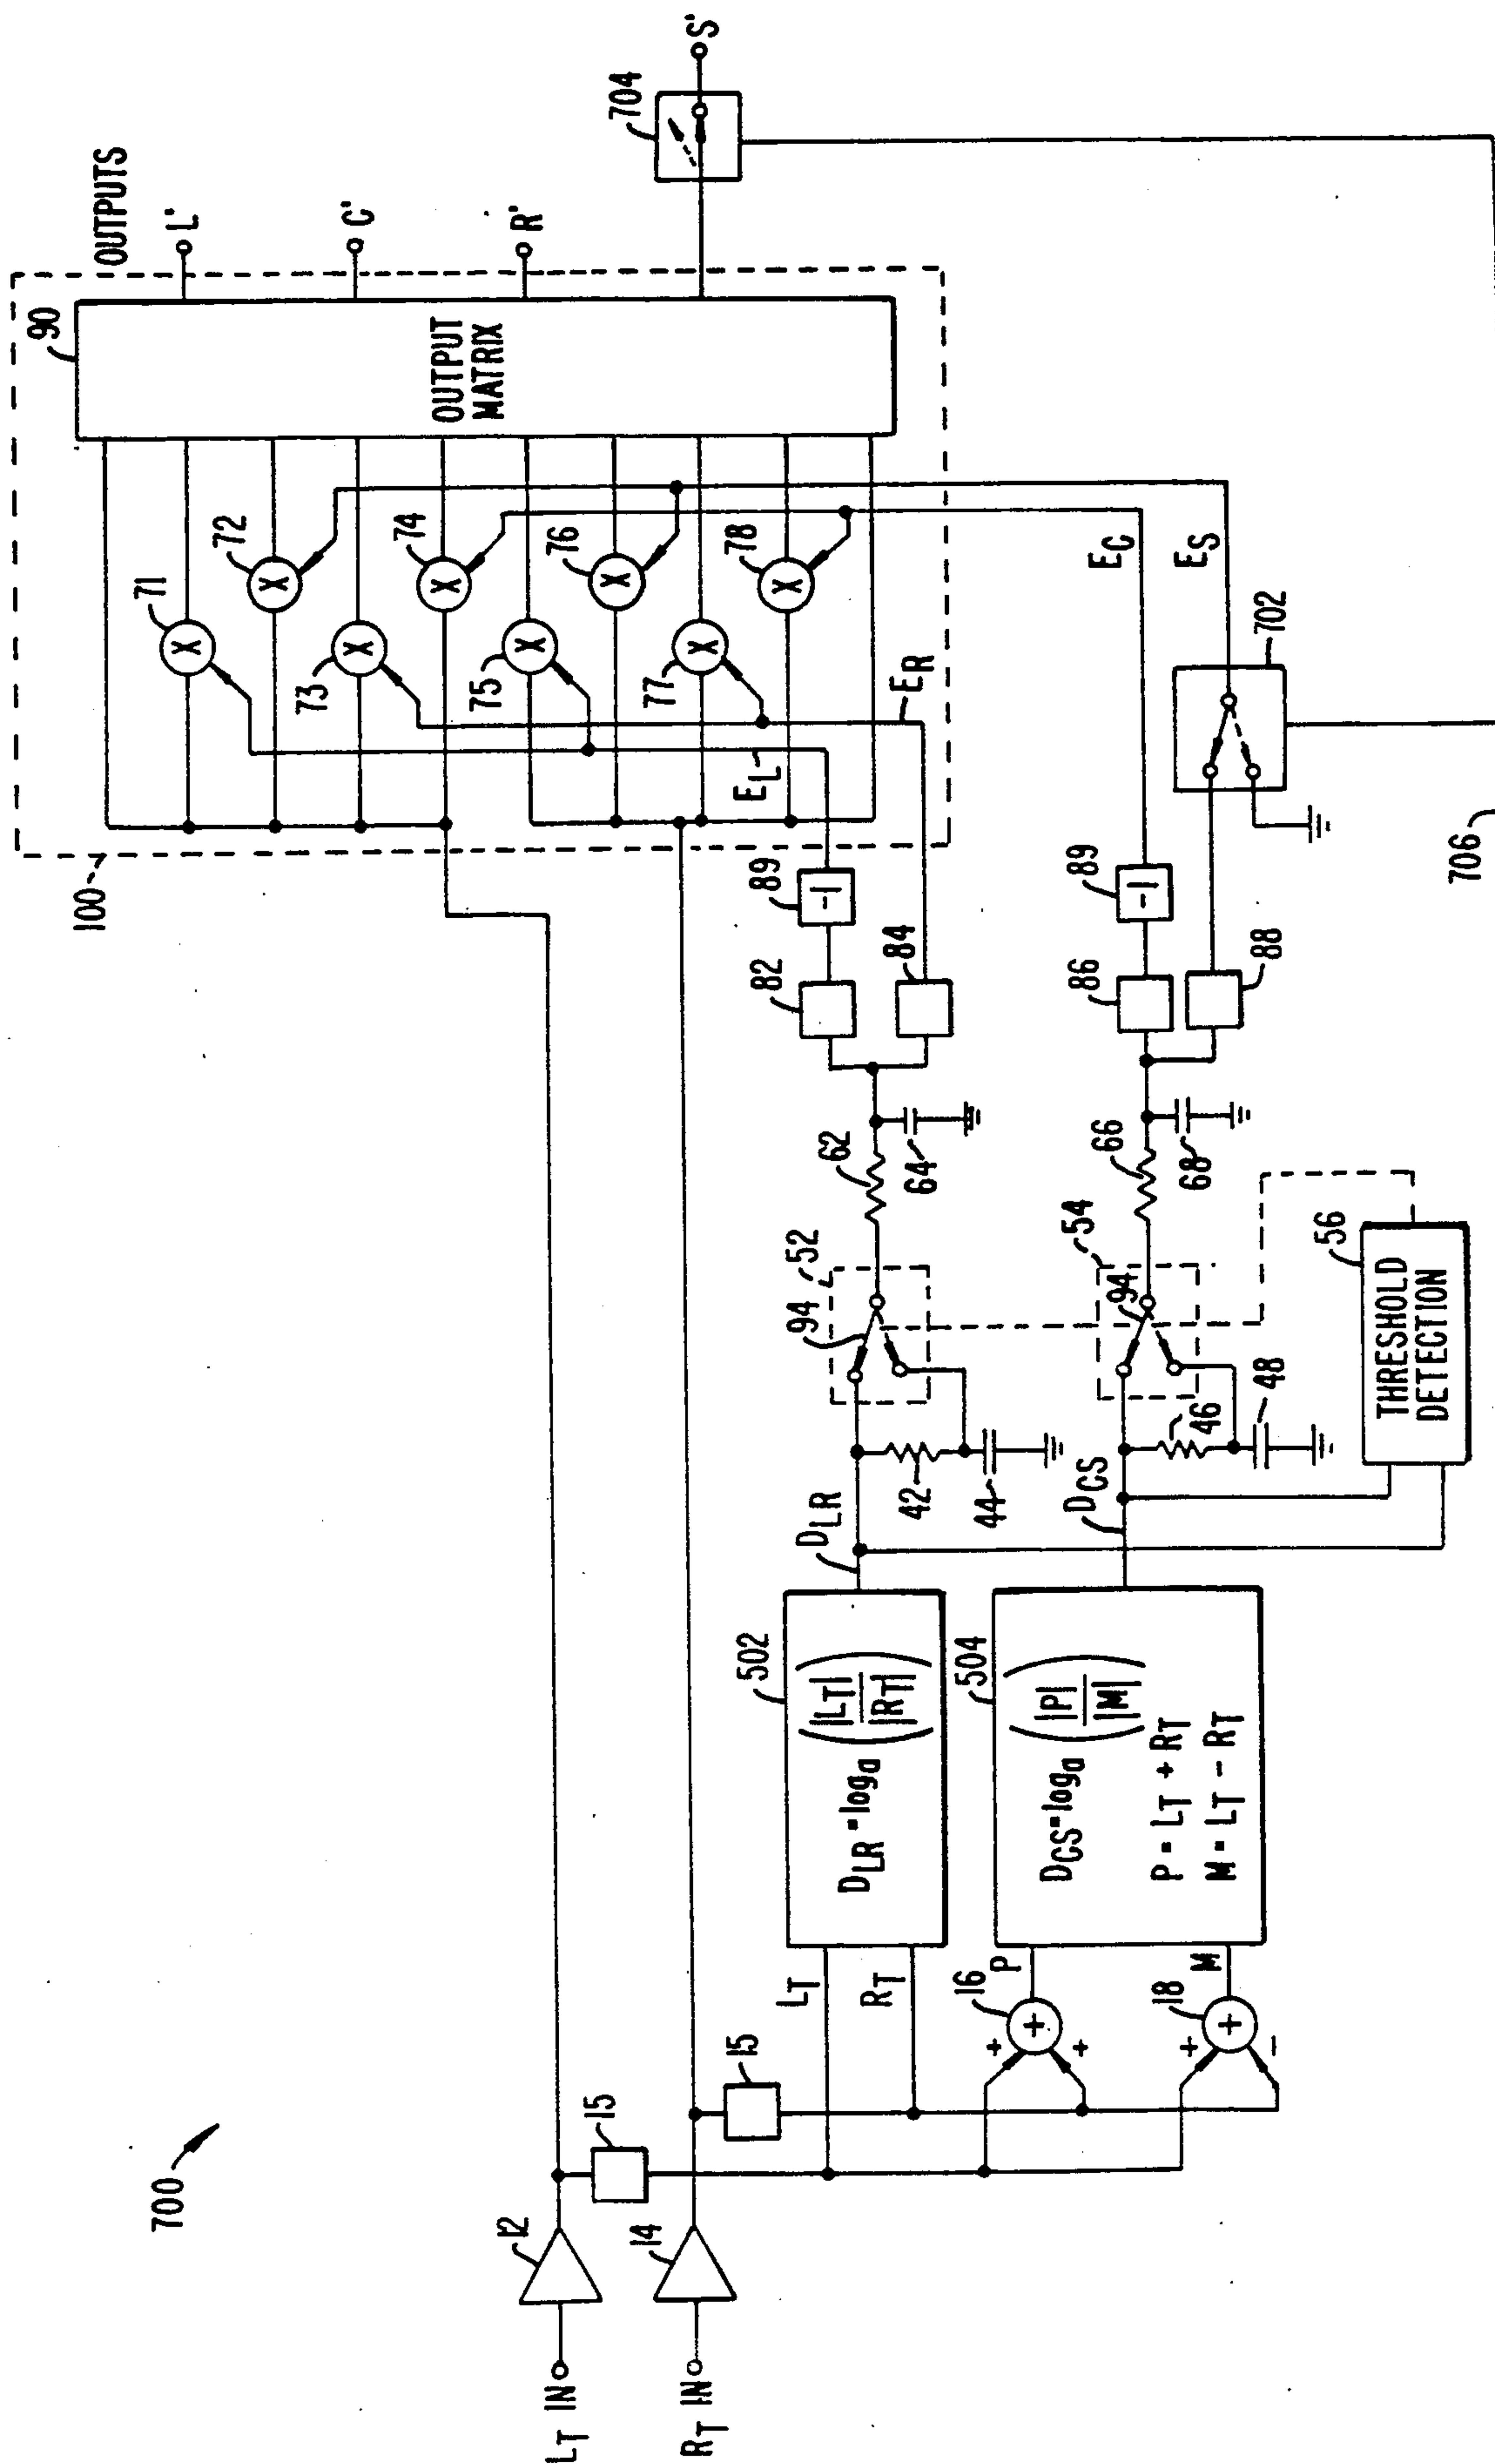 700
LT IN
RT IN
12
14
15
15
LT
RT
16
18
P
M
+
+
+
+
+
-
502
DLR = loga (|LT| / |RT|)
504
DCS = loga (|P| / |M|)
P = LT + RT
M = LT - RT
DLR
DCS
42
44
46
48
94
52
94
54
56
THRESHOLD
DETECTION
62
64
66
68
82
84
86
88
89
-1
89
-1
EL
ER
EC
ES
702
706
100
71
72
73
74
75
76
77
78
X
X
X
X
X
X
X
X
90
OUTPUT
MATRIX
OUTPUTS
L'
C'
R'
S'
704